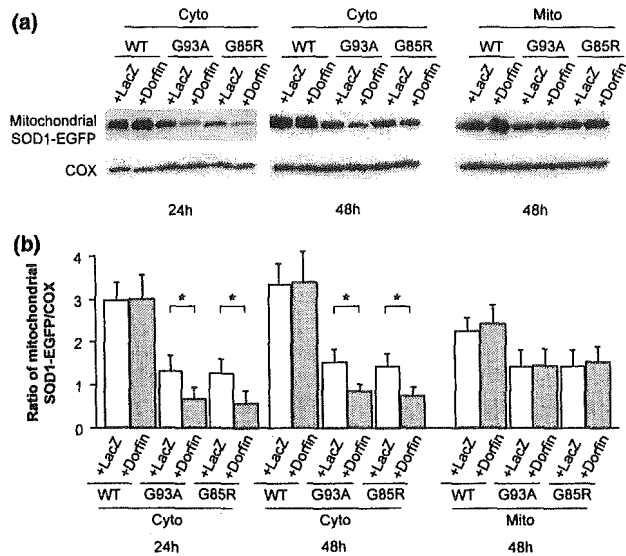 (a)
Cyto Cyto Mito
WT G93A G85R WT G93A G85R WT G93A G85R
+LacZ +Dorfin +LacZ +Dorfin +LacZ +Dorfin +LacZ +Dorfin +LacZ +Dorfin +LacZ +Dorfin +LacZ +Dorfin +LacZ +Dorfin +LacZ +Dorfin
Mitochondrial
SOD1-EGFP
COX
24h 48h 48h
(b)
Ratio of mitochondrial
SOD1-EGFP/COX
4
3
2
1
0
* * * *
+LacZ +Dorfin +LacZ +Dorfin +LacZ +Dorfin +LacZ +Dorfin +LacZ +Dorfin +LacZ +Dorfin +LacZ +Dorfin +LacZ +Dorfin +LacZ +Dorfin
WT G93A G85R WT G93A G85R WT G93A G85R
Cyto Cyto Mito
24h 48h 48h